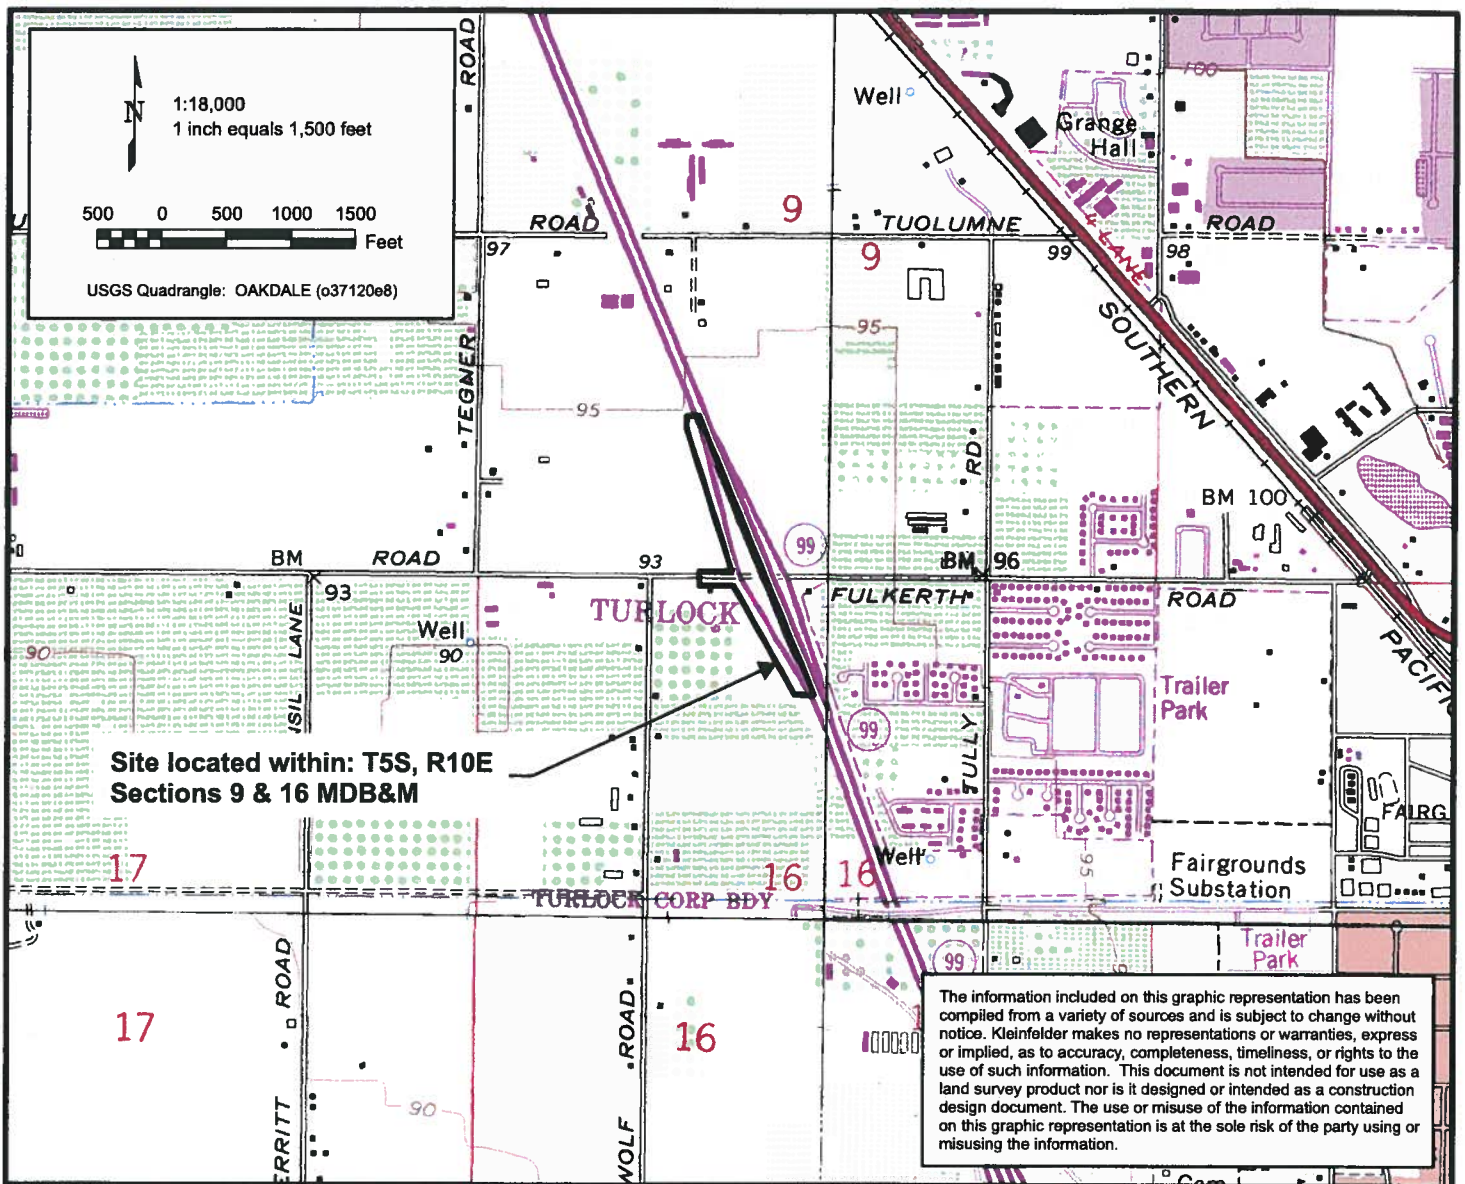 N
1:18,000
1 inch equals 1,500 feet
500 0 500 1000 1500
Feet
USGS Quadrangle: OAKDALE (o37120e8)
ROAD
ROAD
97
9
9
TUOLUMNE
99
98
ROAD
Well
Grange
Hall
100
LANE
SOUTHERN
PACIFI
TEGNER
95
95
RD
BM 100
99
BM
ROAD
93
93
BM 96
FULKERTH
ROAD
TURLOCK
LANE
Well
90
90
Trailer
Park
99
TULLY
Site located within: T5S, R10E
Sections 9 & 16 MDB&M
FAIRG
17
16
16
Well
95
Fairgrounds
Substation
TURLOCK CORP BDY
Trailer
Park
99
ROAD
ROAD
17
16
90
ERRITT
WOLF
The information included on this graphic representation has been
compiled from a variety of sources and is subject to change without
notice. Kleinfelder makes no representations or warranties, express
or implied, as to accuracy, completeness, timeliness, or rights to the
use of such information. This document is not intended for use as a
land survey product nor is it designed or intended as a construction
design document. The use or misuse of the information contained
on this graphic representation is at the sole risk of the party using or
misusing the information.